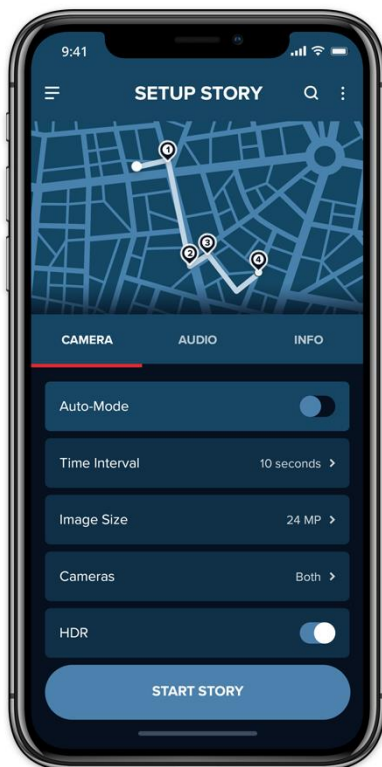 9:41
SETUP STORY
1
2
3
4
CAMERA AUDIO INFO
Auto-Mode
Time Interval 10 seconds
Image Size 24 MP
Cameras Both
HDR
START STORY